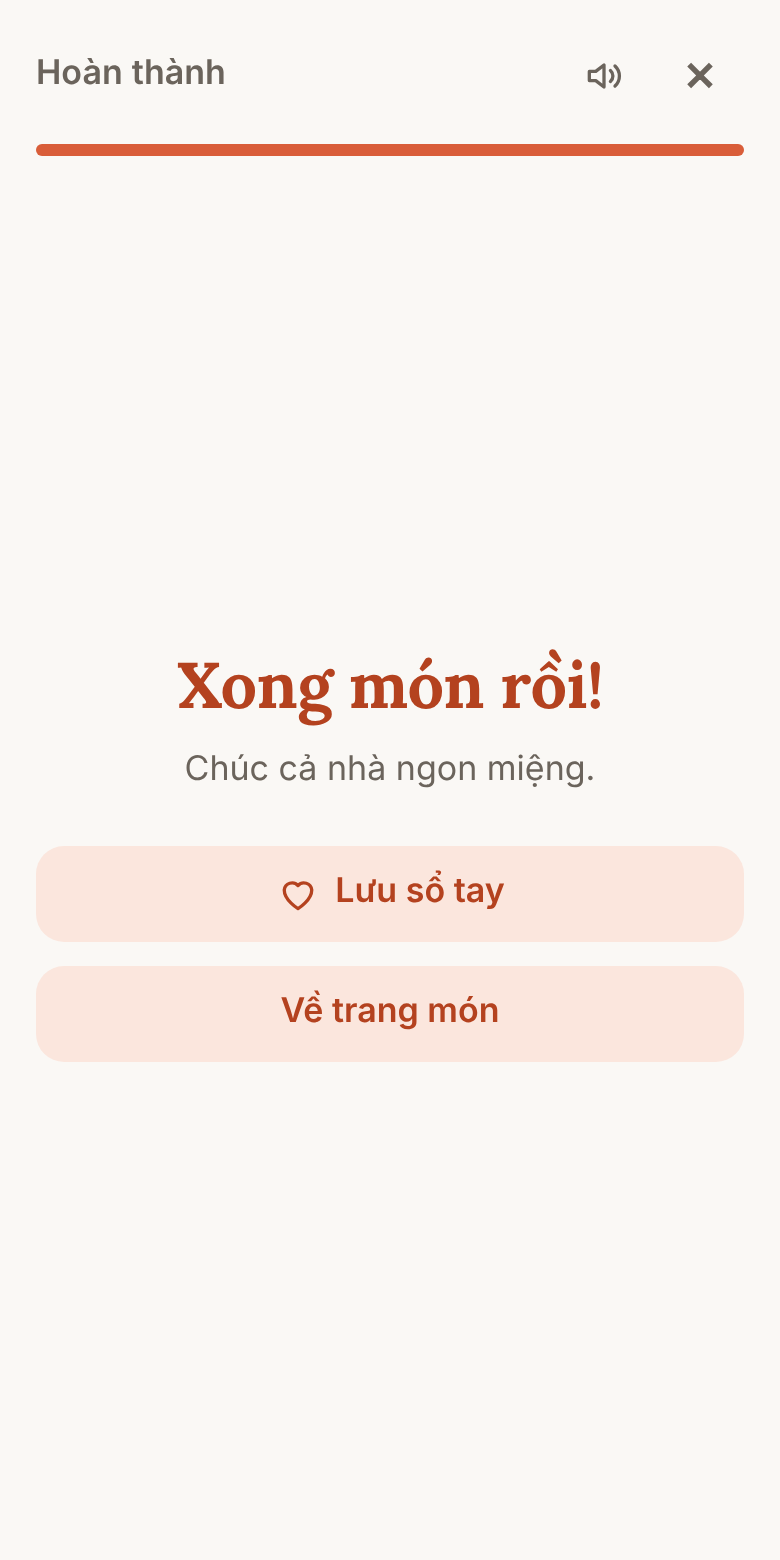 Hoàn thành
Xong món rồi!
Chúc cả nhà ngon miệng.
Lưu sổ tay
Về trang món